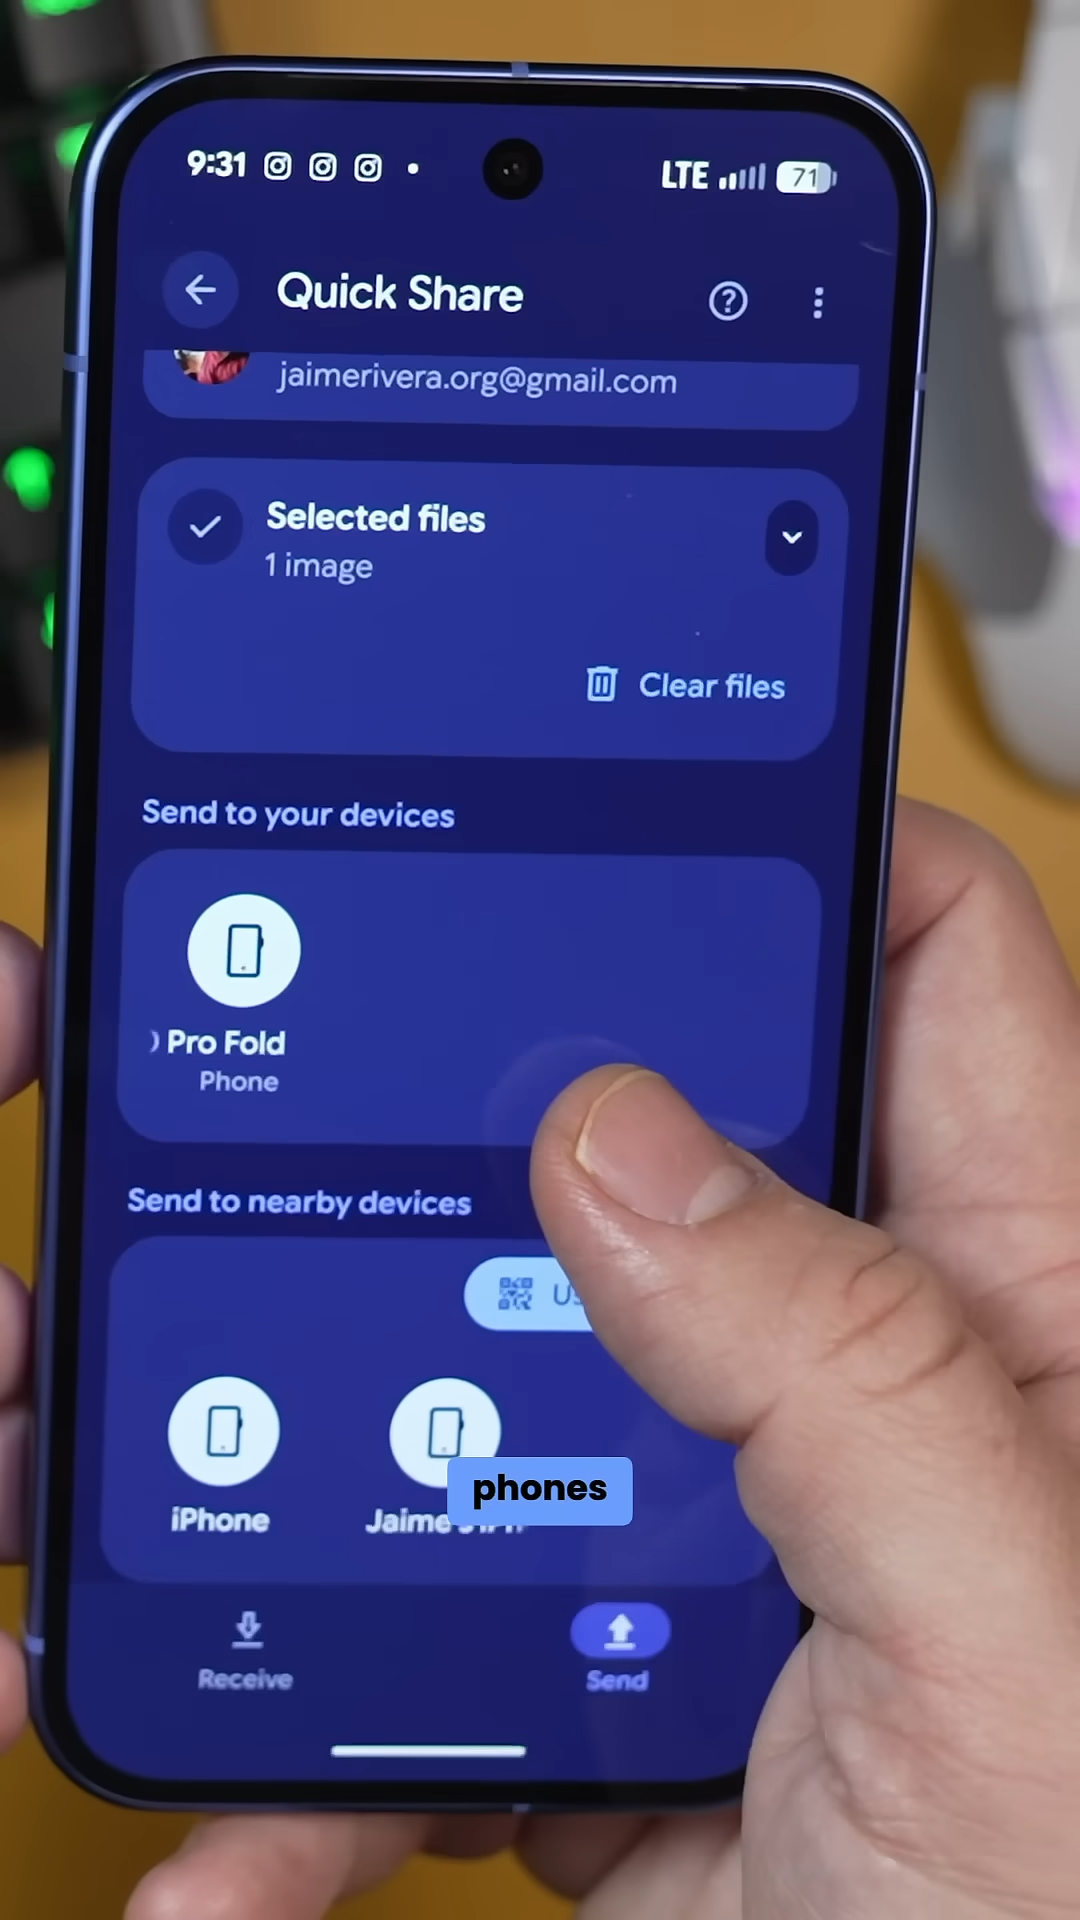 9:31
LTE
71
Quick Share
jaimerivera.org@gmail.com
Selected files
1 image
Clear files
Send to your devices
Pro Fold
Phone
Send to nearby devices
iPhone
Jaime's
phones
Receive
Send